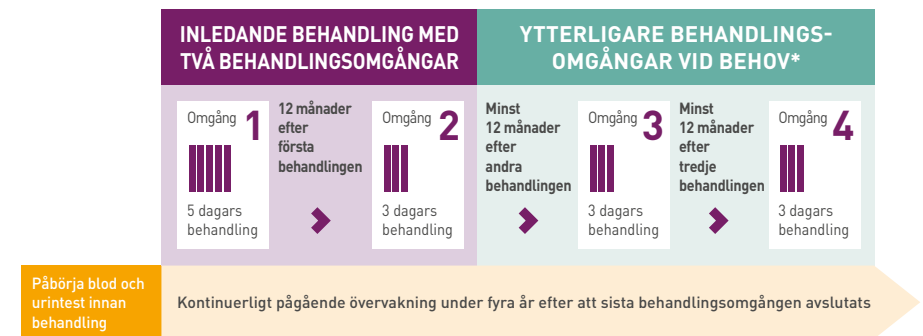 INLEDANDE BEHANDLING MED
TVÅ BEHANDLINGSOMGÅNGAR
YTTERLIGARE BEHANDLINGS-
OMGÅNGAR VID BEHOV*
Omgång 1
5 dagars
behandling
12 månader
efter
första
behandlingen
Omgång 2
3 dagars
behandling
Minst
12 månader
efter
andra
behandlingen
Omgång 3
3 dagars
behandling
Minst
12 månader
efter
tredje
behandlingen
Omgång 4
3 dagars
behandling
Påbörja blod och
urintest innan
behandling
Kontinuerligt pågående övervakning under fyra år efter att sista behandlingsomgången avslutats